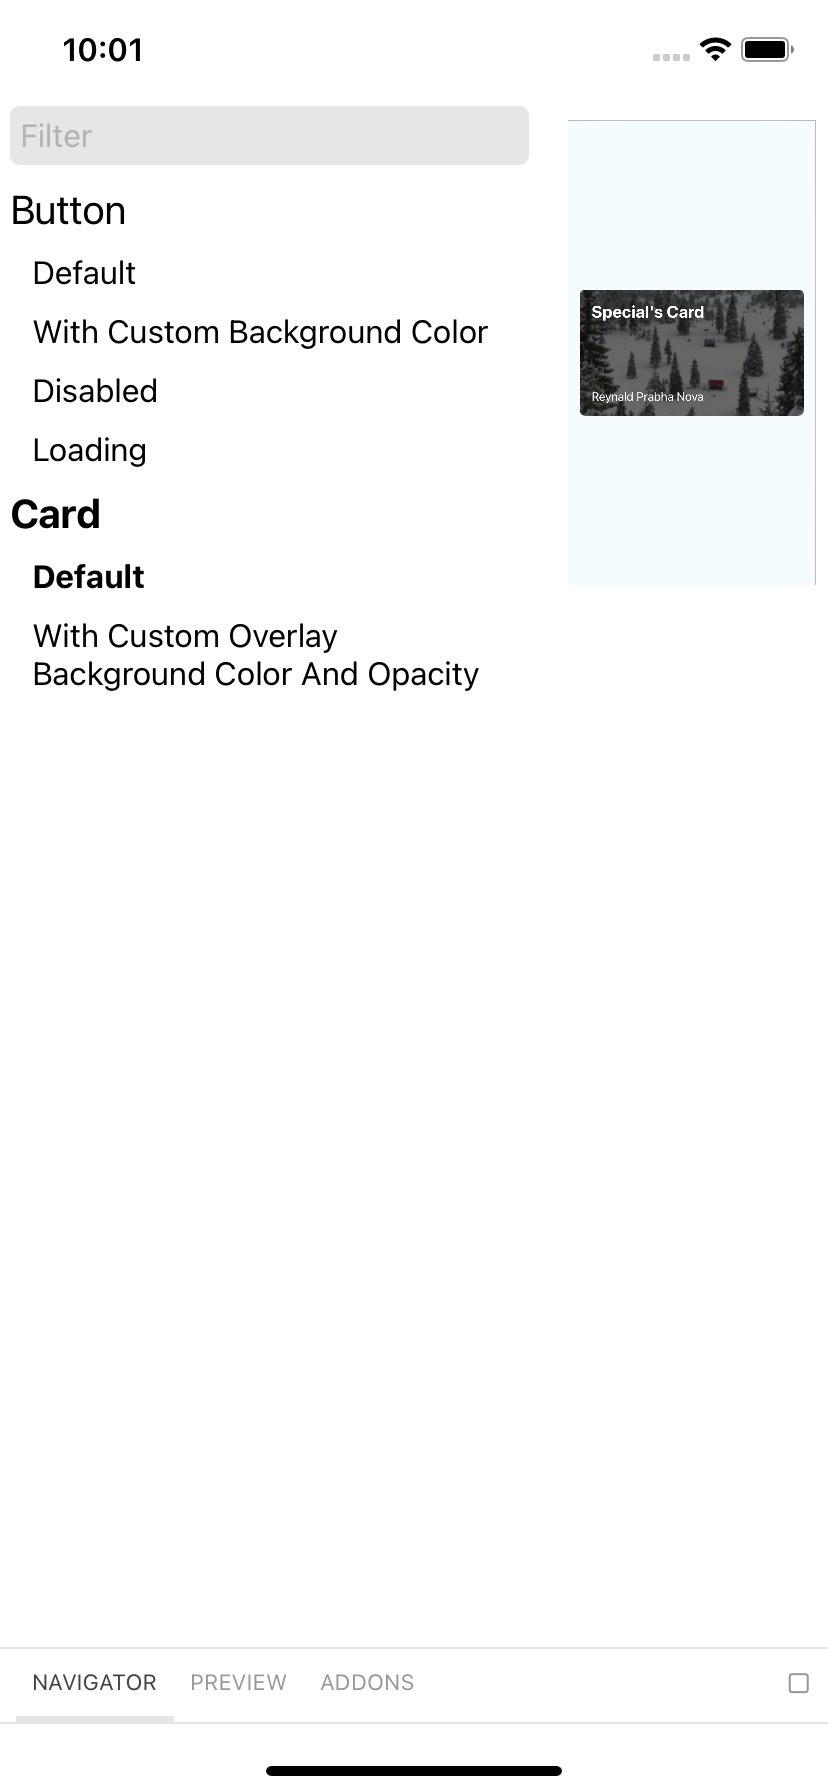 10:01
Filter
Button
Default
With Custom Background Color
Disabled
Loading
Card
Default
With Custom Overlay
Background Color And Opacity
Special's Card
Reynald Prabha Nova
NAVIGATOR
PREVIEW
ADDONS